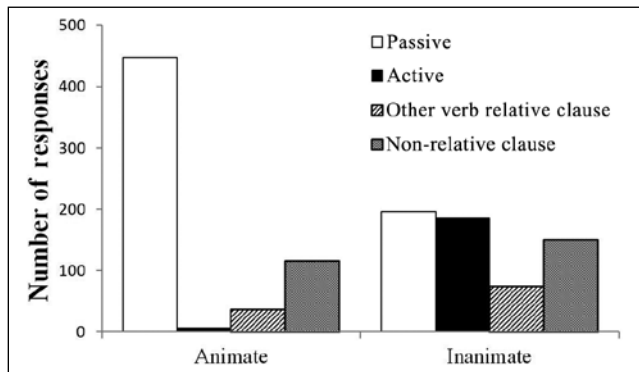 Number of responses
500
400
300
200
100
0
Passive
Active
Other verb relative clause
Non-relative clause
Animate
Inanimate